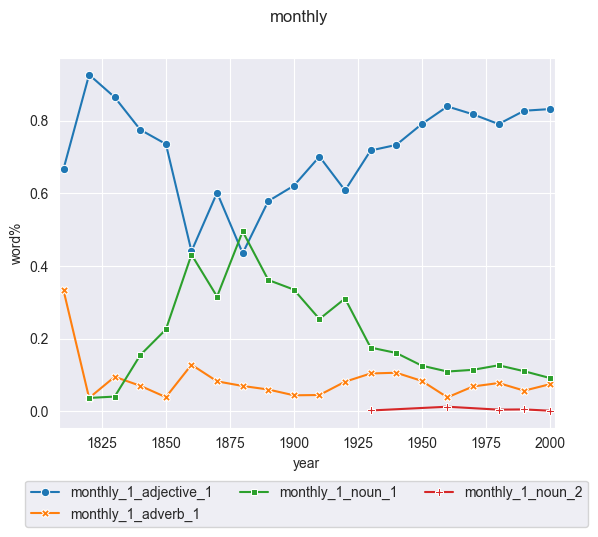 monthly
0.8
0.6
0.4
0.2
0.0
word%
1825 1850 1875 1900 1925 1950 1975 2000
year
monthly_1_adjective_1 monthly_1_noun_1 monthly_1_noun_2
monthly_1_adverb_1